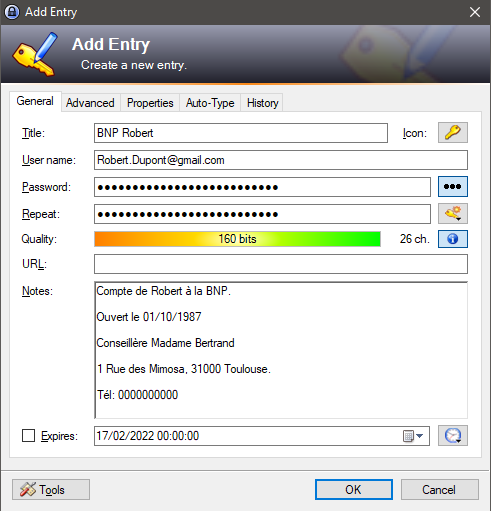 Add Entry
Add Entry
Create a new entry.
General Advanced Properties Auto-Type History
Title: BNP Robert Icon:
User name: Robert.Dupont@gmail.com
Password: ●●●●●●●●●●●●●●●●●●●●●●●●●● ●●●
Repeat: ●●●●●●●●●●●●●●●●●●●●●●●●●●
Quality: 160 bits 26 ch.
URL:
Notes: Compte de Robert à la BNP.
Ouvert le 01/10/1987
Conseillère Madame Bertrand
1 Rue des Mimosa, 31000 Toulouse.
Tél: 0000000000
Expires: 17/02/2022 00:00:00
Tools OK Cancel